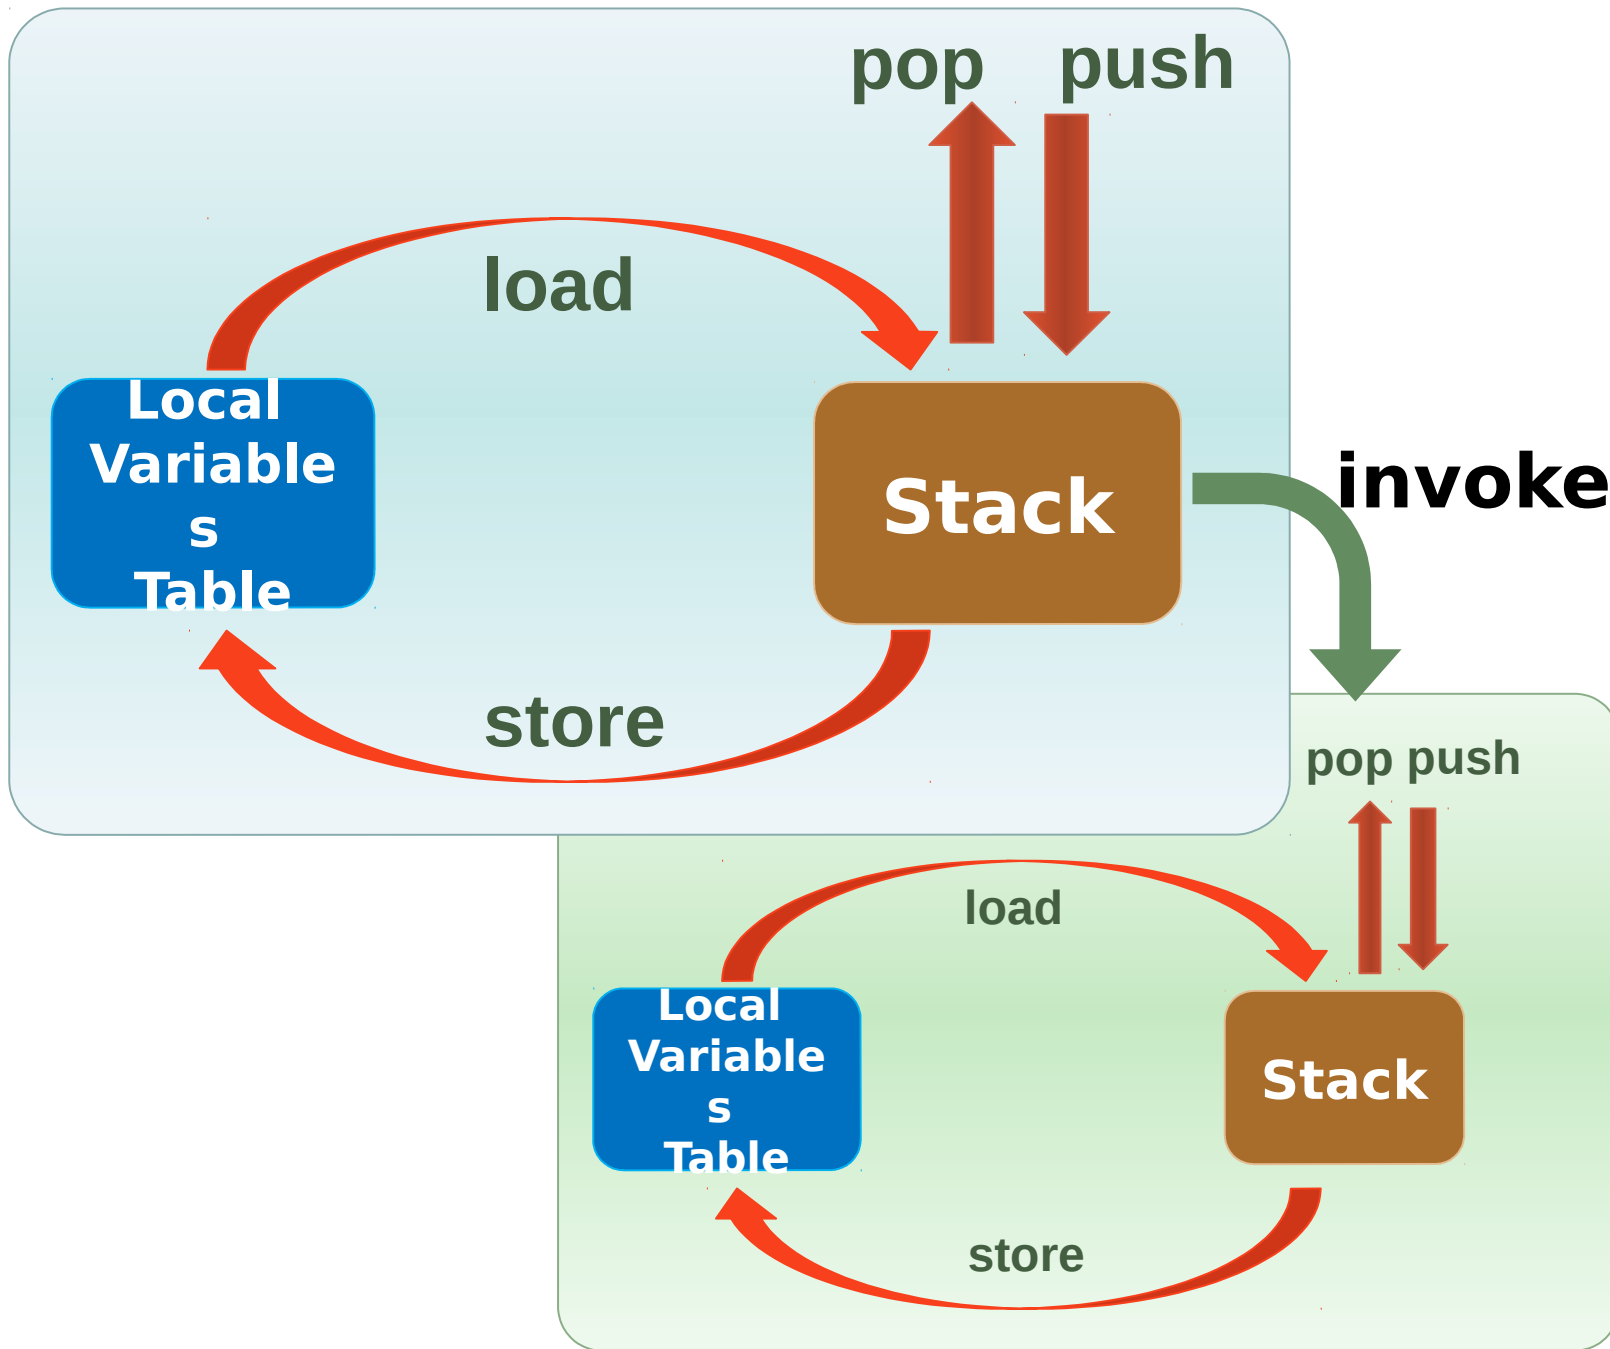 pop push
load
Local
Variable
s
Table
Stack
invoke
store
pop push
load
Local
Variable
s
Table
Stack
store